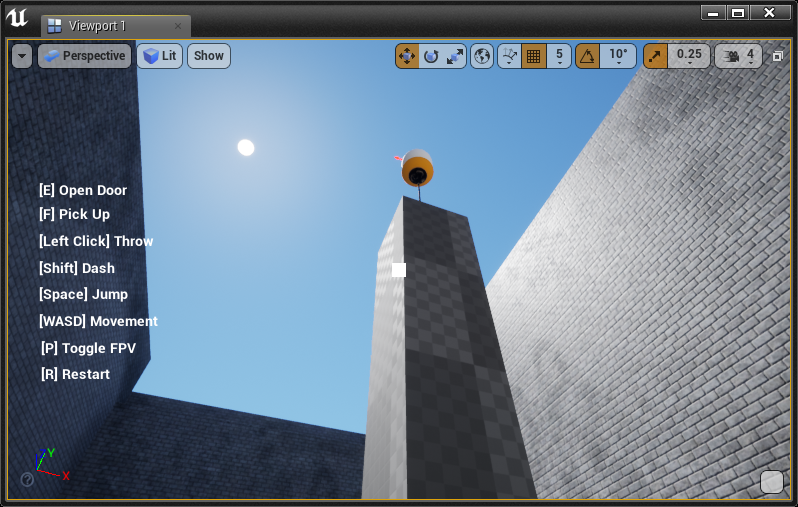 Viewport 1
Perspective
Lit
Show
5
10°
0.25
4
[E] Open Door
[F] Pick Up
[Left Click] Throw
[Shift] Dash
[Space] Jump
[WASD] Movement
[P] Toggle FPV
[R] Restart
Y
X